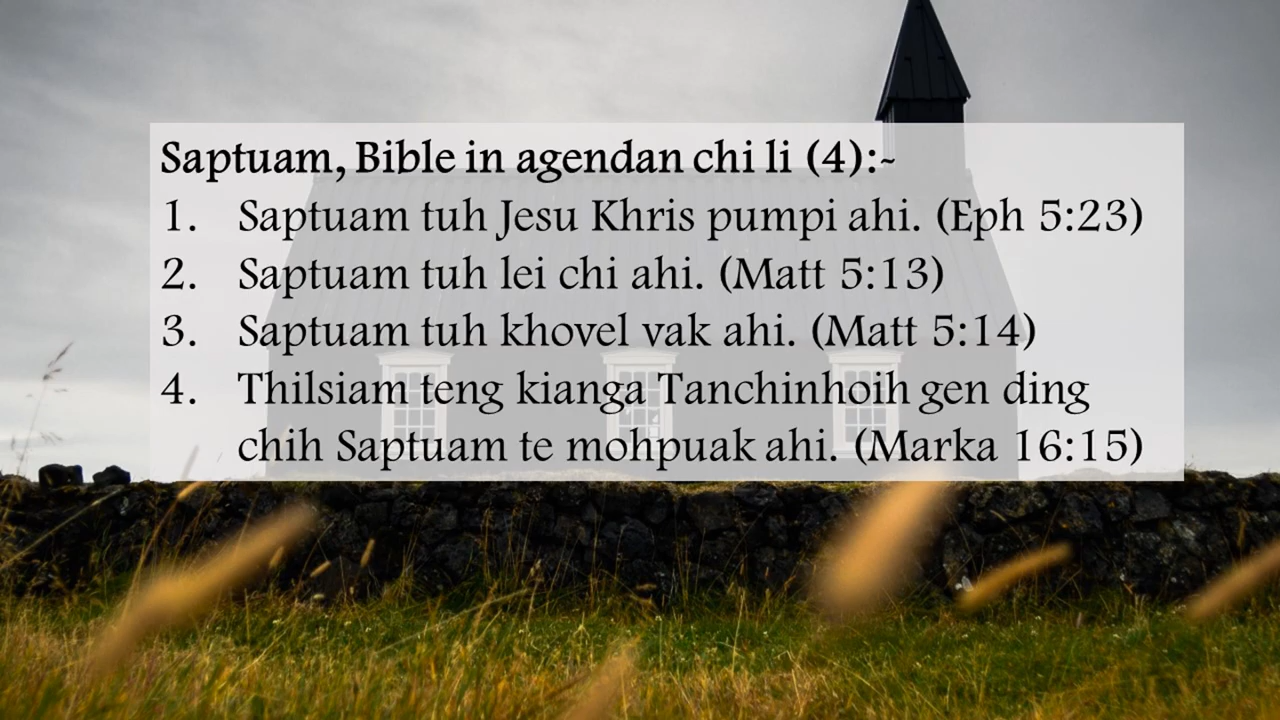 Saptuam, Bible in agendan chi li (4):-
1. Saptuam tuh Jesu Khris pumpi ahi. (Eph 5:23)
2. Saptuam tuh lei chi ahi. (Matt 5:13)
3. Saptuam tuh khovel vak ahi. (Matt 5:14)
4. Thilsiam teng kianga Tanchinhoih gen ding
chih Saptuam te mohpuak ahi. (Marka 16:15)